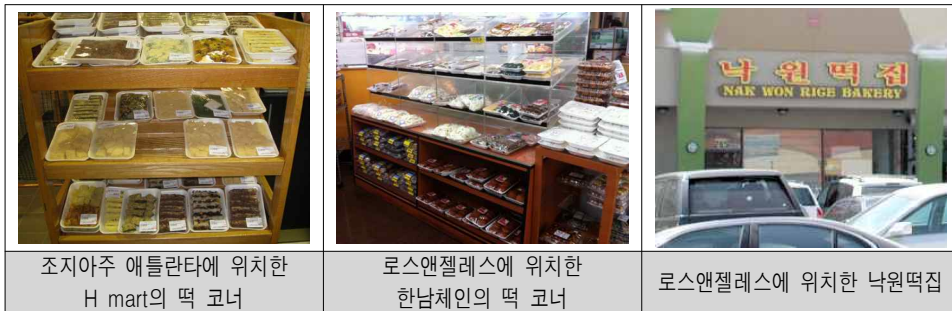 낙원떡집
NAK WON RICE BAKERY
조지아주 애틀란타에 위치한
H mart의 떡 코너
로스앤젤레스에 위치한
한남체인의 떡 코너
로스앤젤레스에 위치한 낙원떡집